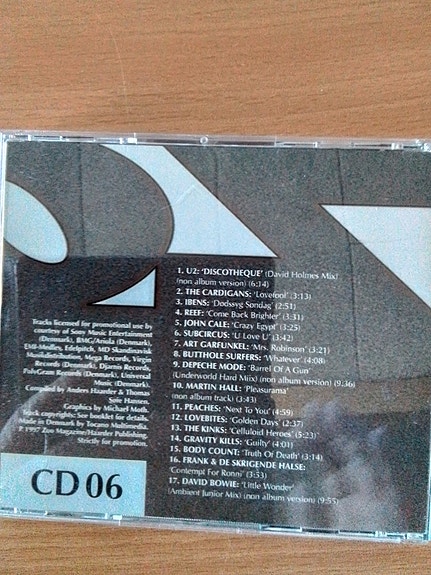 1. U2: 'DISCOTHEQUE' (David Holmes Mix)
(non album version) (6:14)
2. THE CARDIGANS: 'Lovefool' (3:13)
3. IBENS: 'Dødssyg Søndag' (2:51)
4. REEF: 'Come Back Brighter' (3:31)
5. JOHN CALE: 'Crazy Egypt' (3:25)
6. SUBCIRCUS: 'U Love U' (3:42)
7. ART GARFUNKEL: 'Mrs. Robinson' (3:21)
8. BUTTHOLE SURFERS: 'Whatever' (4:08)
9. DEPECHE MODE: 'Barrel Of A Gun'
(Underworld Hard Mix) (non album version) (9:36)
10. MARTIN HALL: 'Pleasurama'
(non album track) (3:43)
11. PEACHES: 'Next To You' (4:59)
12. LOVEBITES: 'Golden Days' (2:37)
13. THE KINKS: 'Celluloid Heroes' (5:23)
14. GRAVITY KILLS: 'Guilty' (4:01)
15. BODY COUNT: 'Truth Of Death' (3:14)
16. FRANK & DE SKRIGENDE HALSE:
'Contempt For Ronni' (3:53)
17. DAVID BOWIE: 'Little Wonder'
(Ambient Junior Mix) (non album version) (9:55)
Tracks licensed for promotional use by
courtesy of Sony Music Entertainment
(Denmark), BMG/Ariola (Denmark),
EMI-Medley, Edelpitch, MD Skandinavisk
Musikdistribution, Mega Records, Virgin
Records (Denmark), Djarnis Records,
PolyGram Records (Denmark), Universal
Music (Denmark).
Compiled by Anders Haarder & Thomas
Søie Hansen.
Graphics by Michael Moth.
Track copyrights: See booklet for details.
Made in Denmark by Tocano Multimedia.
℗ 1997 Zoo Magazine/Haarder Publishing.
Strictly for promotion.
CD 06